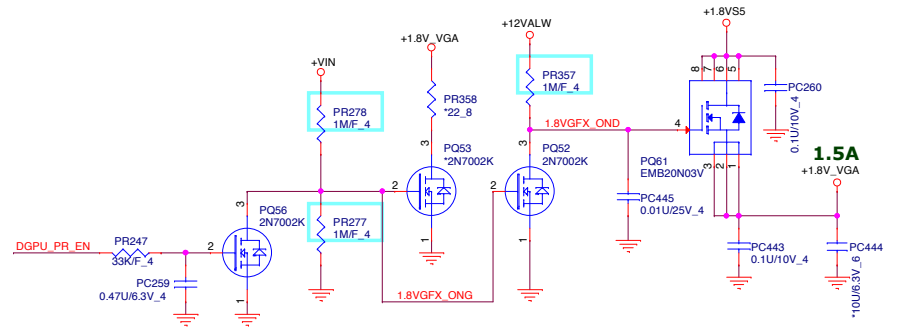 +1.8VS5
+12VALW
+1.8V_VGA
+VIN
8
7
6
5
PR357
1M/F_4
PC260
0.1U/10V_4
PR358
*22_8
PR278
1M/F_4
1.8VGFX_OND
4
3
PQ53
*2N7002K
3
PQ52
2N7002K
PQ61
EMB20N03V
3
2
1
1.5A
+1.8V_VGA
2
2
PC445
0.01U/25V_4
3
PQ56
2N7002K
PR277
1M/F_4
DGPU_PR_EN
PR247
33K/F_4
2
1
1
PC443
0.1U/10V_4
PC444
*10U/6.3V_6
PC259
0.47U/6.3V_4
1
1.8VGFX_ONG